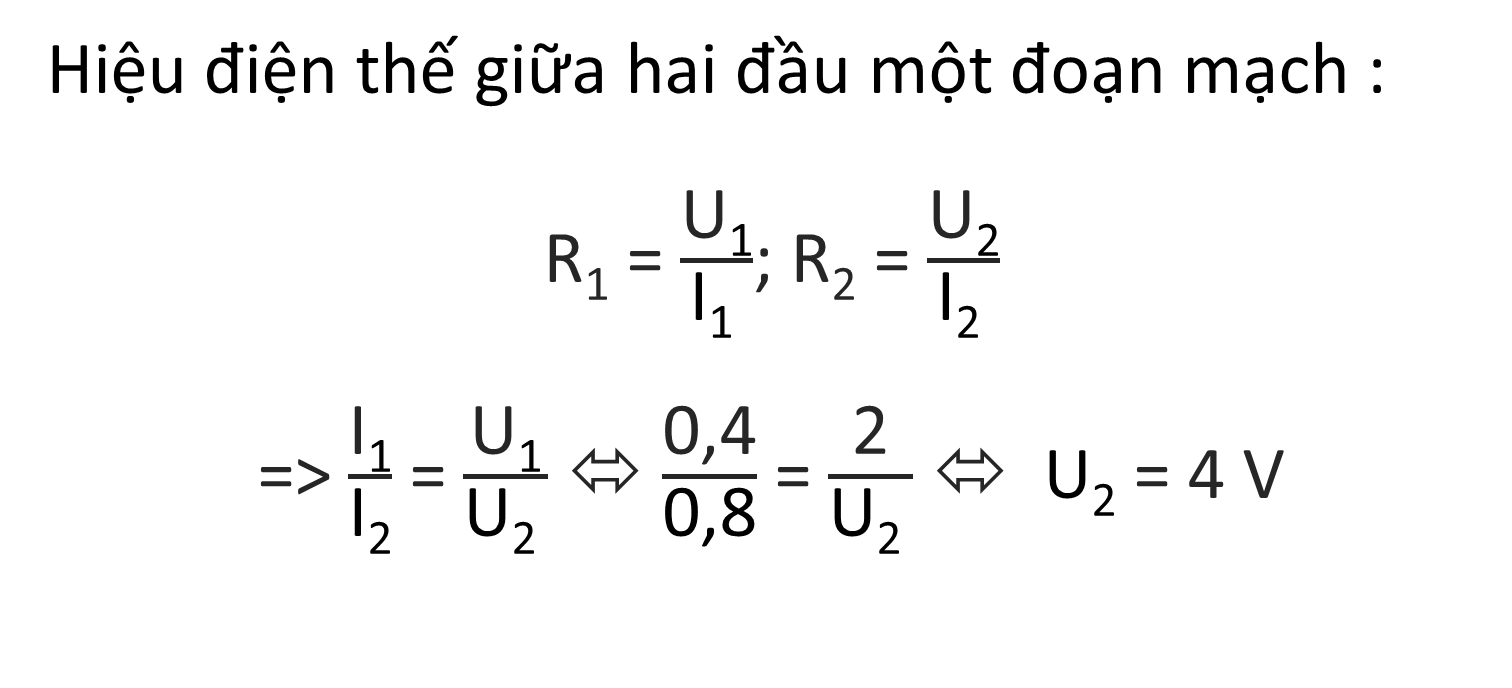 Hiệu điện thế giữa hai đầu một đoạn mạch :
R₁ = U₁/I₁; R₂ = U₂/I₂
=> I₁/I₂ = U₁/U₂ ⬄ 0,4/0,8 = 2/U₂ ⬄ U₂ = 4 V